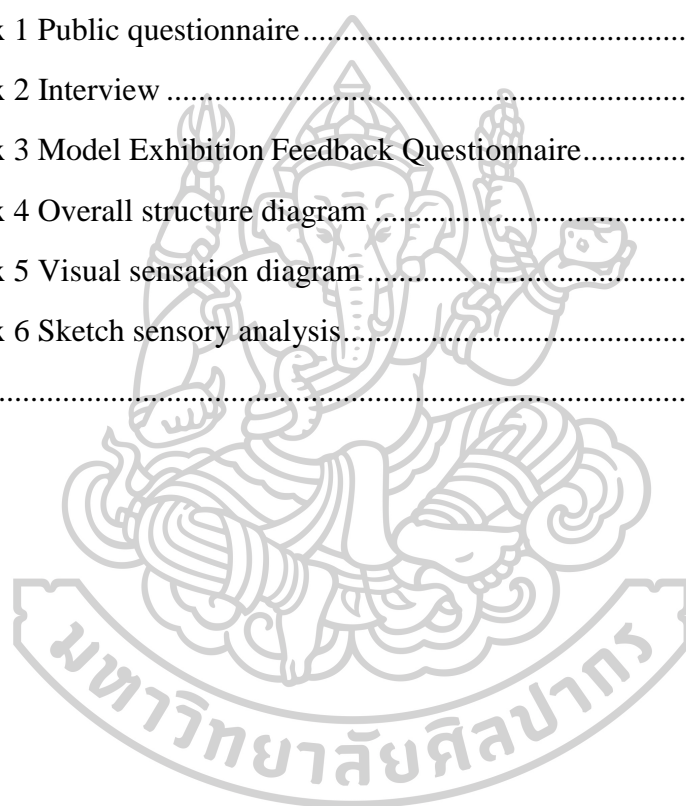 x 1 Public questionnaire................................................
x 2 Interview ................................................................
x 3 Model Exhibition Feedback Questionnaire...............
x 4 Overall structure diagram .........................................
x 5 Visual sensation diagram ..........................................
x 6 Sketch sensory analysis.............................................
...................................................................................
มหาวิทยาลัยศิลปากร